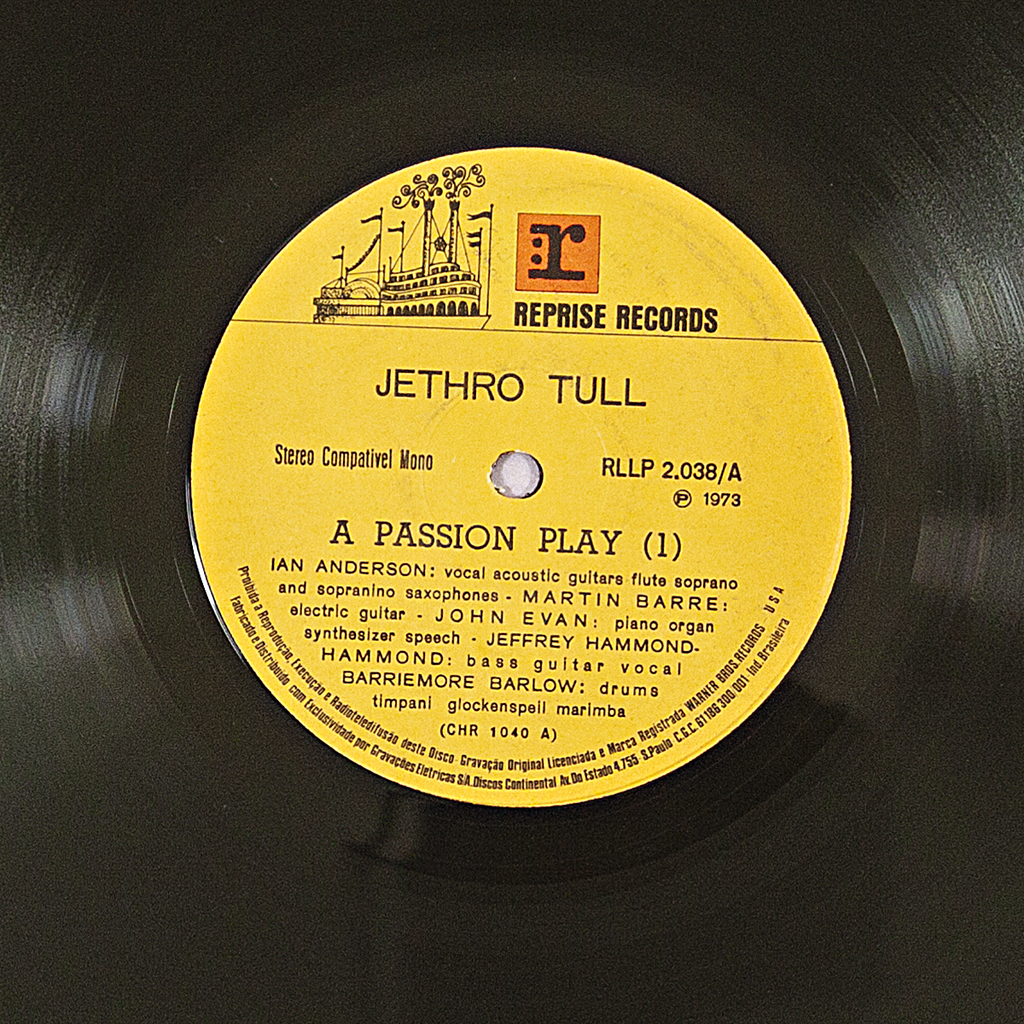 r
REPRISE RECORDS
JETHRO TULL
Stereo Compativel Mono
RLLP 2.038/A
℗ 1973
A PASSION PLAY (1)
IAN ANDERSON: vocal acoustic guitars flute soprano
and sopranino saxophones - MARTIN BARRE:
electric guitar - JOHN EVAN: piano organ
synthesizer speech - JEFFREY HAMMOND-
HAMMOND: bass guitar vocal
BARRIEMORE BARLOW: drums
timpani glockenspeil marimba
(CHR 1040 A)
Proibida a Reprodução, Execução e Radioteledifusão deste Disco - Gravação Original Licenciada e Marca Registrada WARNER BROS. RECORDS USA
Fabricado e Distribuido com Exclusividade por Gravações Eletricas S/A. Discos Continental Av. Do Estado 4.755 - S. Paulo C.G.C. 61 186 300/001 Ind. Brasileira